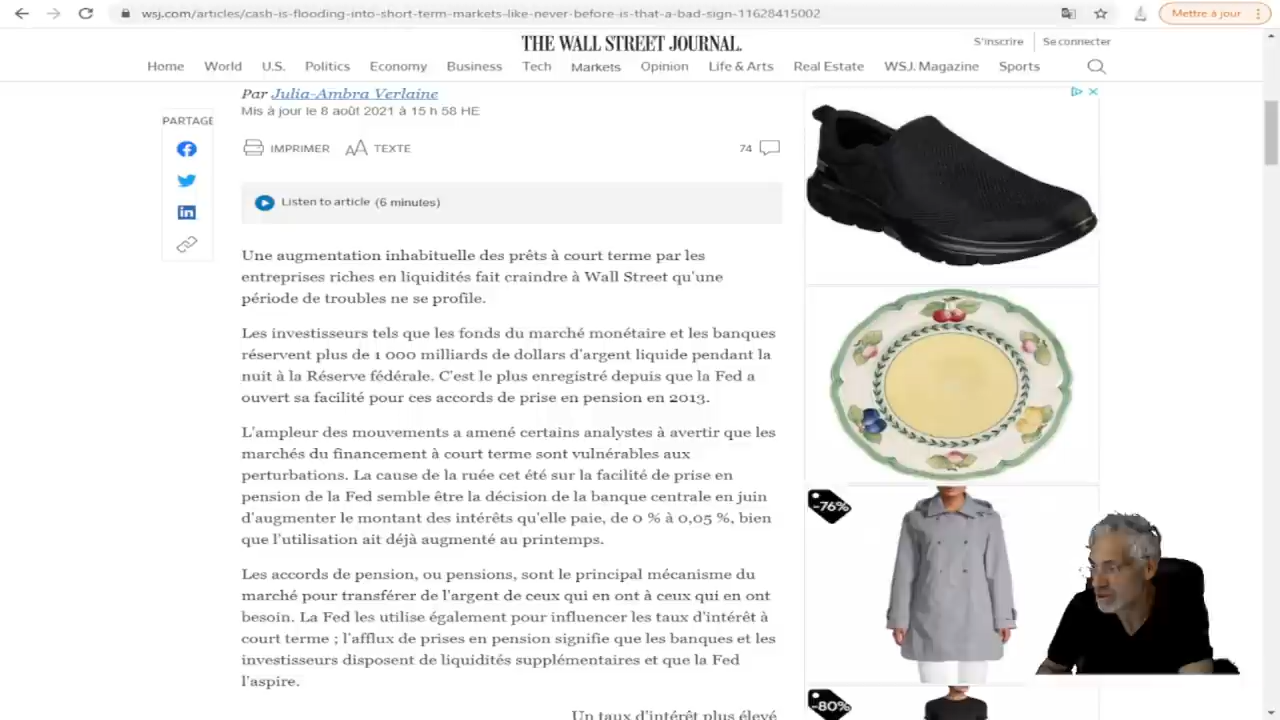 wsj.com/articles/cash-is-flooding-into-short-term-markets-like-never-before-is-that-a-bad-sign-11628415002
Mettre à jour
THE WALL STREET JOURNAL.
S'inscrire
Se connecter
Home World U.S. Politics Economy Business Tech Markets Opinion Life & Arts Real Estate WSJ. Magazine Sports
Par Julia-Ambra Verlaine
Mis à jour le 8 août 2021 à 15 h 58 HE
PARTAGE
IMPRIMER
TEXTE
74
Listen to article (6 minutes)
Une augmentation inhabituelle des prêts à court terme par les
entreprises riches en liquidités fait craindre à Wall Street qu'une
période de troubles ne se profile.
Les investisseurs tels que les fonds du marché monétaire et les banques
réservent plus de 1 000 milliards de dollars d'argent liquide pendant la
nuit à la Réserve fédérale. C'est le plus enregistré depuis que la Fed a
ouvert sa facilité pour ces accords de prise en pension en 2013.
L'ampleur des mouvements a amené certains analystes à avertir que les
marchés du financement à court terme sont vulnérables aux
perturbations. La cause de la ruée cet été sur la facilité de prise en
pension de la Fed semble être la décision de la banque centrale en juin
d'augmenter le montant des intérêts qu'elle paie, de 0 % à 0,05 %, bien
que l'utilisation ait déjà augmenté au printemps.
Les accords de pension, ou pensions, sont le principal mécanisme du
marché pour transférer de l'argent de ceux qui en ont à ceux qui en ont
besoin. La Fed les utilise également pour influencer les taux d'intérêt à
court terme ; l'afflux de prises en pension signifie que les banques et les
investisseurs disposent de liquidités supplémentaires et que la Fed
l'aspire.
Un taux d'intérêt plus élevé
-76%
-80%